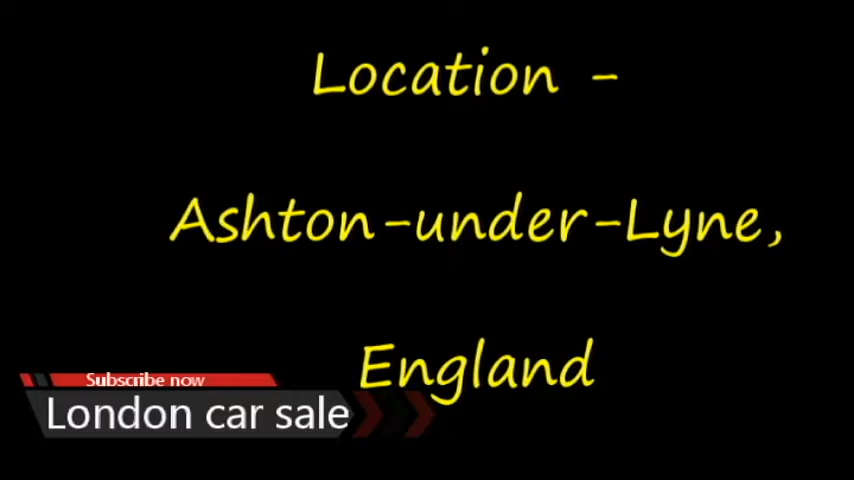 Location -
Ashton-under-Lyne,
England
Subscribe now
London car sale